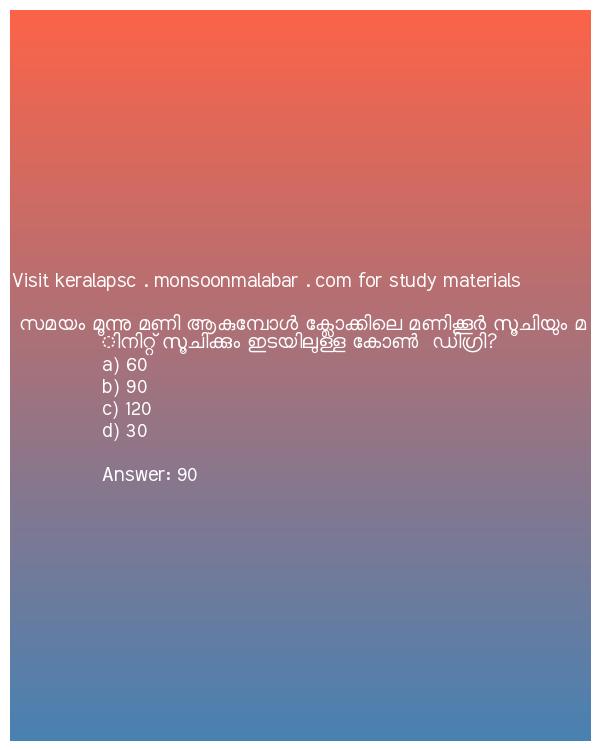 Visit keralapsc . monsoonmalabar . com for study materials
സമയം മൂന്നു മണി ആകുമ്പോൾ ക്ലോക്കിലെ മണിക്കൂർ സൂചിയും മ
ിനിറ്റ് സൂചിക്കും ഇടയിലുള്ള കോൺ ഡിഗ്രി?
a) 60
b) 90
c) 120
d) 30
Answer: 90